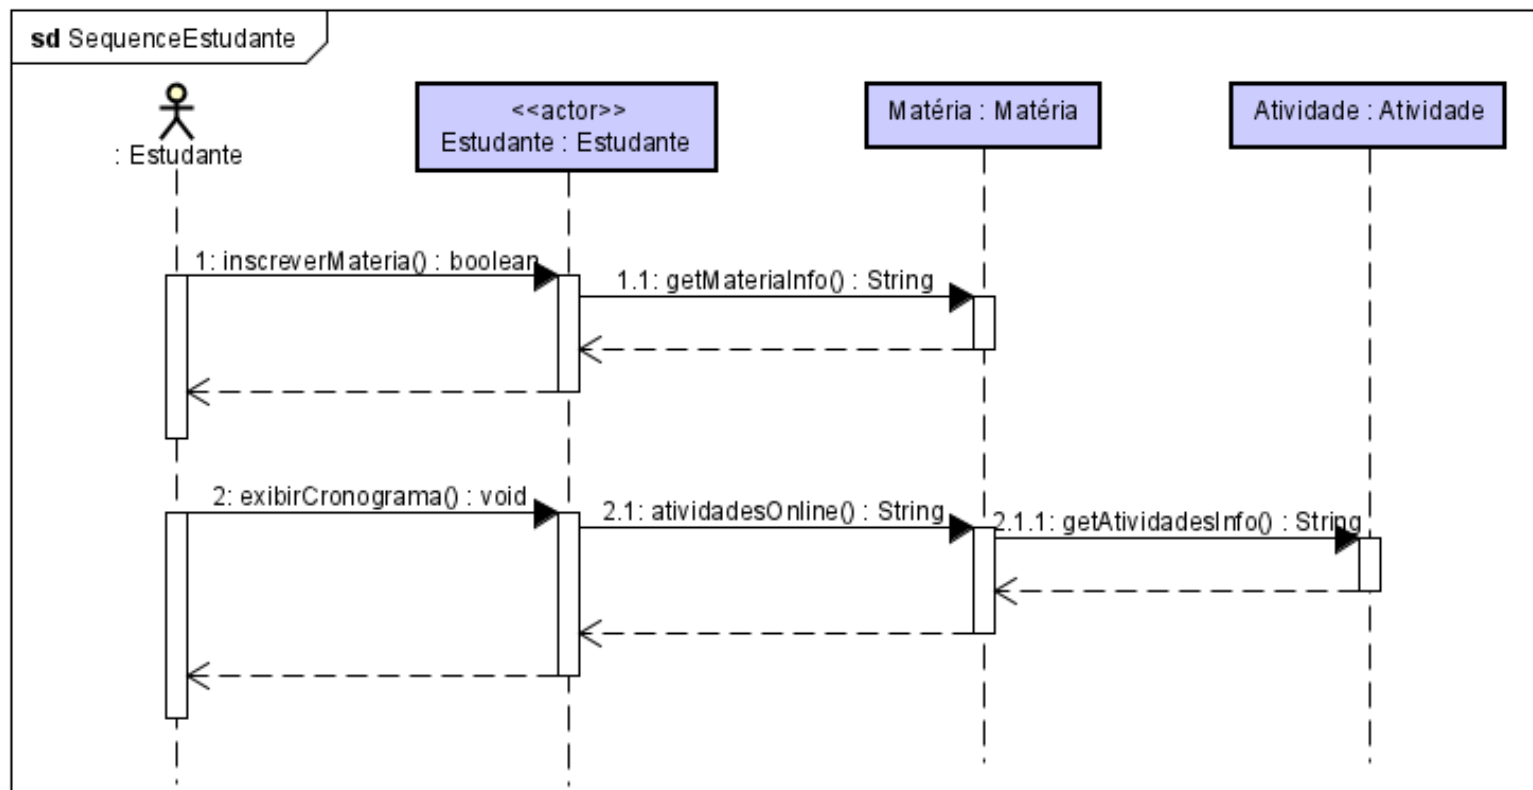 sd SequenceEstudante
: Estudante
<<actor>>
Estudante : Estudante
Matéria : Matéria
Atividade : Atividade
1: inscreverMateria() : boolean
1.1: getMateriaInfo() : String
2: exibirCronograma() : void
2.1: atividadesOnline() : String
2.1.1: getAtividadesInfo() : String